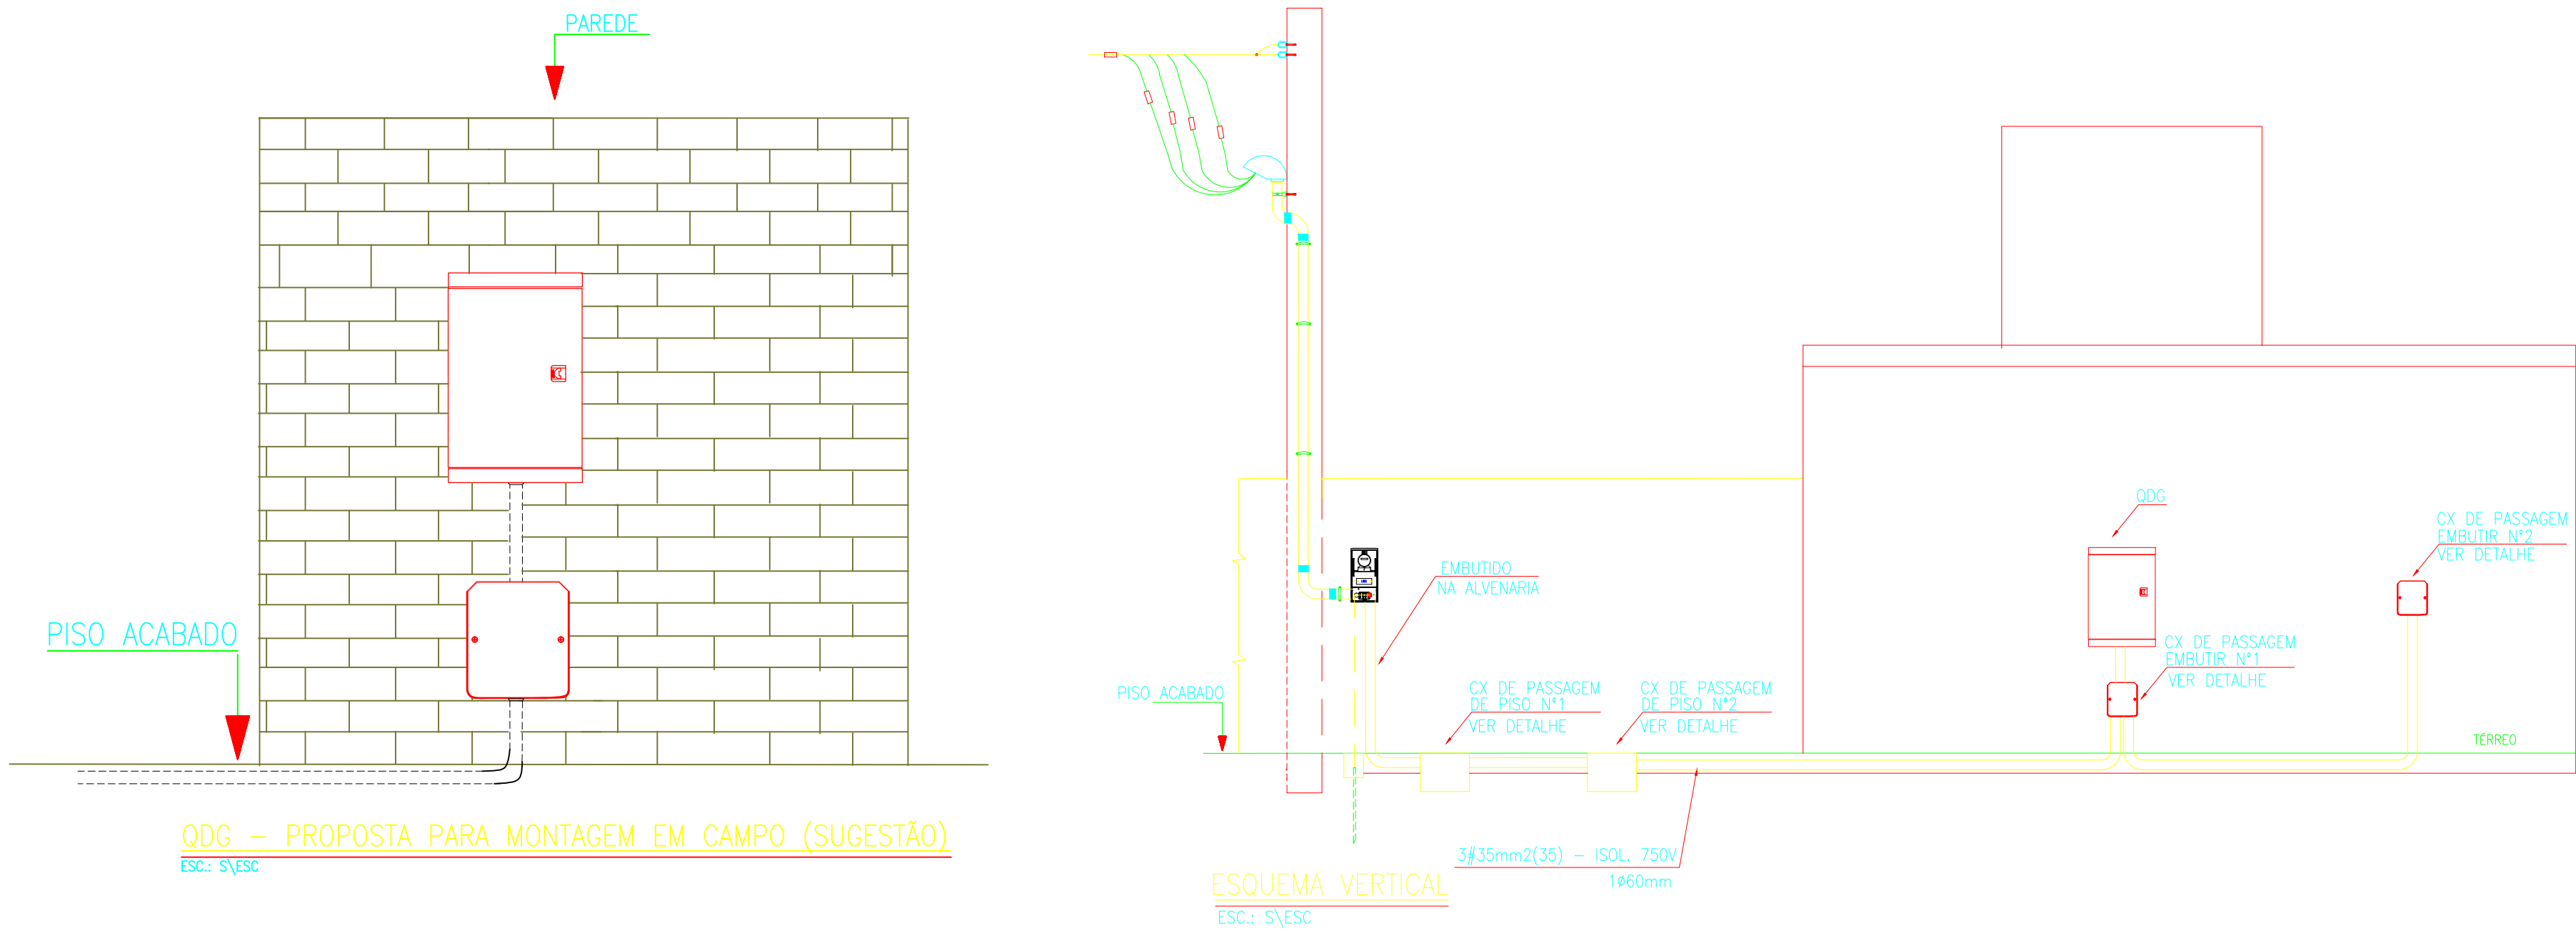 PAREDE
PISO ACABADO
QDG - PROPOSTA PARA MONTAGEM EM CAMPO (SUGESTÃO)
ESC.: S\ESC
EMBUTIDO
NA ALVENARIA
PISO ACABADO
CX DE PASSAGEM
DE PISO N°1
VER DETALHE
CX DE PASSAGEM
DE PISO N°2
VER DETALHE
QDG
CX DE PASSAGEM
EMBUTIR N°2
VER DETALHE
CX DE PASSAGEM
EMBUTIR N°1
VER DETALHE
TÉRREO
3#35mm2(35) - ISOL. 750V
1ø60mm
ESQUEMA VERTICAL
ESC.: S\ESC